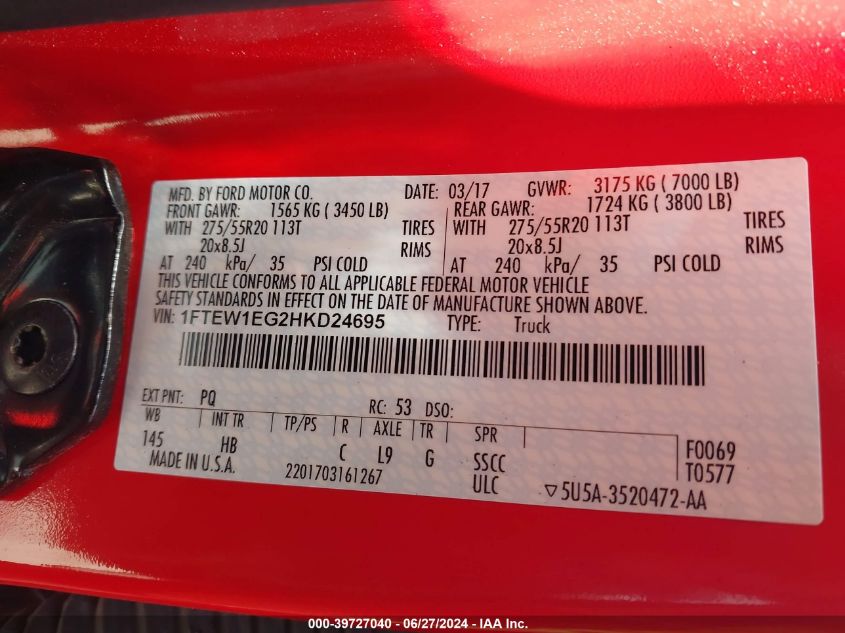 MFD. BY FORD MOTOR CO. DATE: 03/17 GVWR: 3175 KG ( 7000 LB)
FRONT GAWR: 1565 KG ( 3450 LB) REAR GAWR: 1724 KG ( 3800 LB)
WITH 275/55R20 113T TIRES WITH 275/55R20 113T TIRES
20x8.5J RIMS 20x8.5J RIMS
AT 240 kPa/ 35 PSI COLD AT 240 kPa/ 35 PSI COLD
THIS VEHICLE CONFORMS TO ALL APPLICABLE FEDERAL MOTOR VEHICLE
SAFETY STANDARDS IN EFFECT ON THE DATE OF MANUFACTURE SHOWN ABOVE.
VIN: 1FTEW1EG2HKD24695 TYPE: Truck
EXT PNT: PQ RC: 53 DSO:
WB INT TR TP/PS R AXLE TR SPR
145 HB C L9 G SSCC F0069
MADE IN U.S.A. 2201703161267 ULC T0577
▽5U5A-3520472-AA
000-39727040 - 06/27/2024 - IAA Inc.